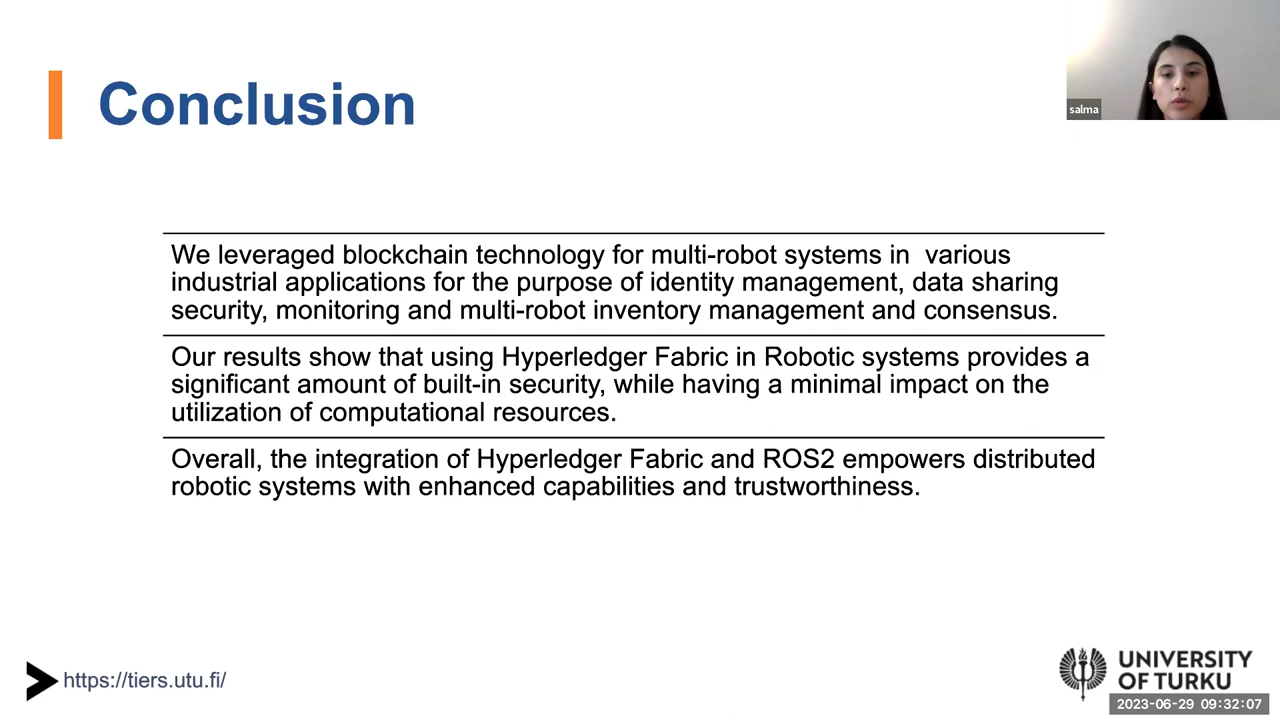 Conclusion
salma
We leveraged blockchain technology for multi-robot systems in  various
industrial applications for the purpose of identity management, data sharing
security, monitoring and multi-robot inventory management and consensus.
Our results show that using Hyperledger Fabric in Robotic systems provides a
significant amount of built-in security, while having a minimal impact on the
utilization of computational resources.
Overall, the integration of Hyperledger Fabric and ROS2 empowers distributed
robotic systems with enhanced capabilities and trustworthiness.
https://tiers.utu.fi/
UNIVERSITY
OF TURKU
2023-06-29 09:32:07